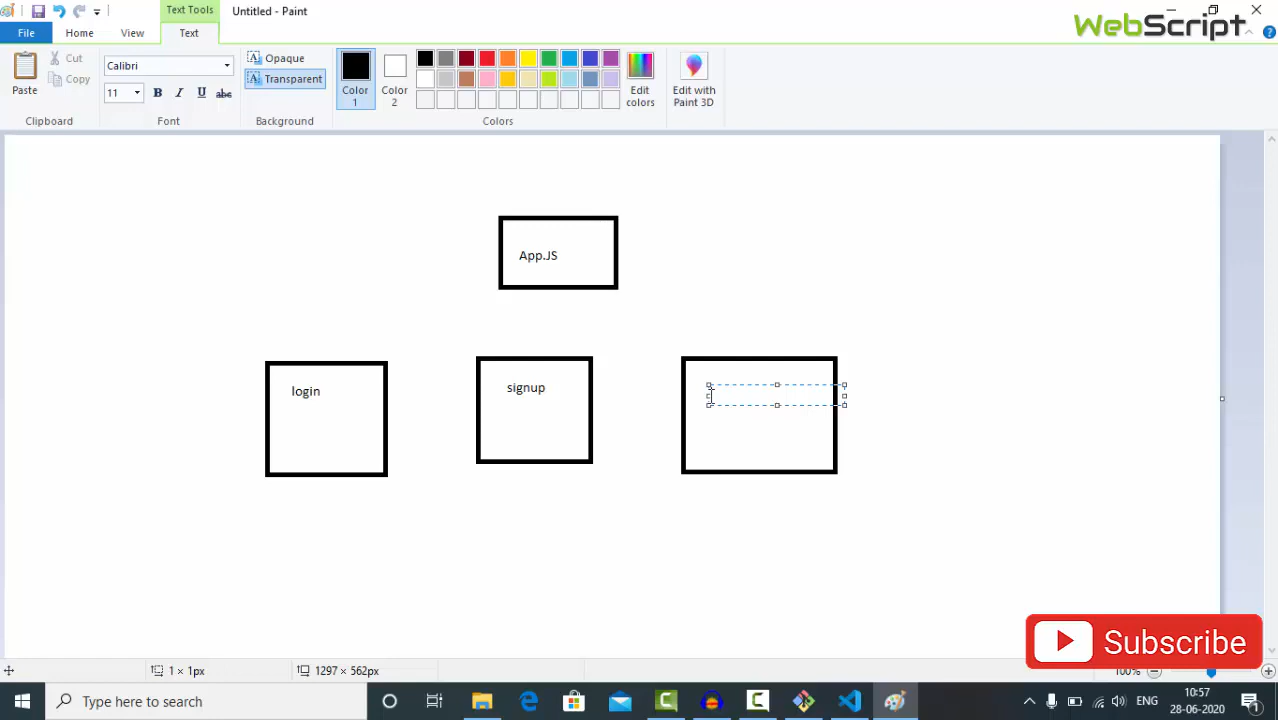 Text Tools
Untitled - Paint
WebScript
File
Home
View
Text
Paste
Cut
Copy
Clipboard
Calibri
11
B I U abc
Font
Opaque
Transparent
Background
Color 1
Color 2
Edit colors
Colors
Edit with Paint 3D
App.JS
login
signup
Subscribe
1 × 1px
1297 × 562px
100%
Type here to search
ENG
10:57
28-06-2020
1